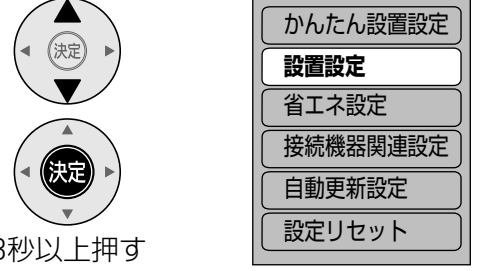 決定
決定
3秒以上押す
かんたん設置設定
設置設定
省エネ設定
接続機器関連設定
自動更新設定
設定リセット